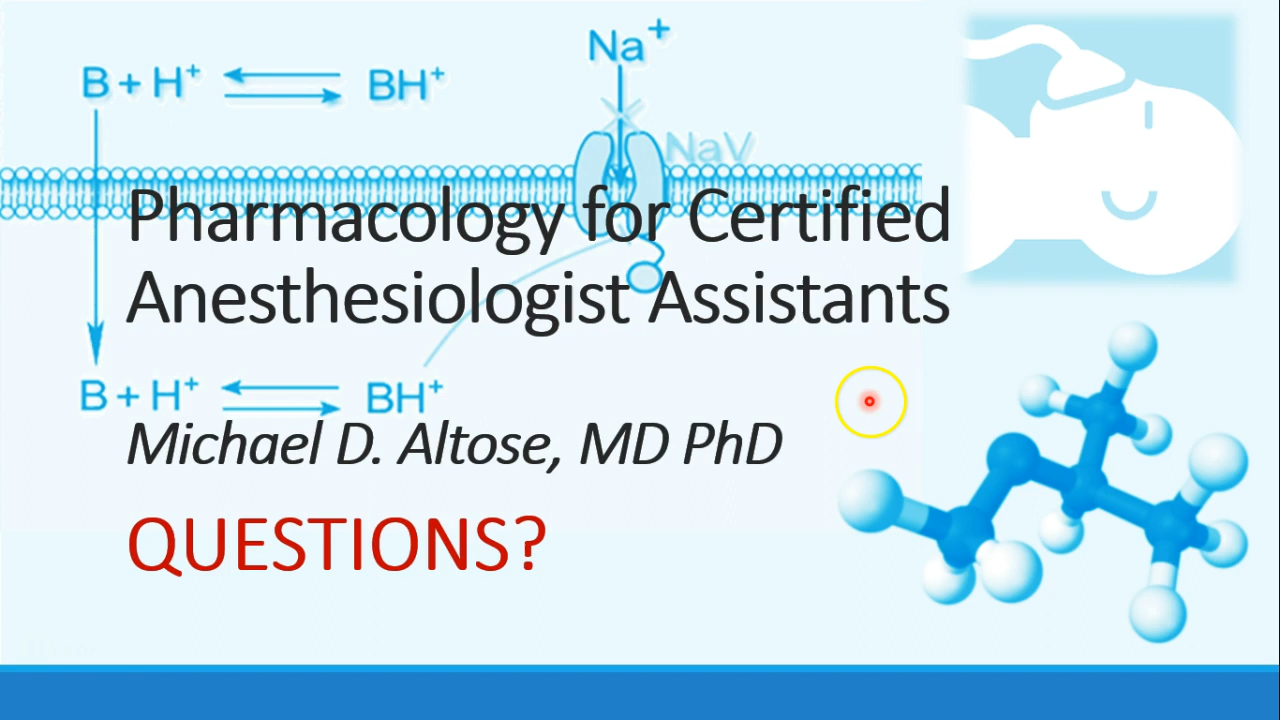 Na+
B + H+ BH+
NaV
Pharmacology for Certified
Anesthesiologist Assistants
B + H+ BH+
Michael D. Altose, MD PhD
QUESTIONS?